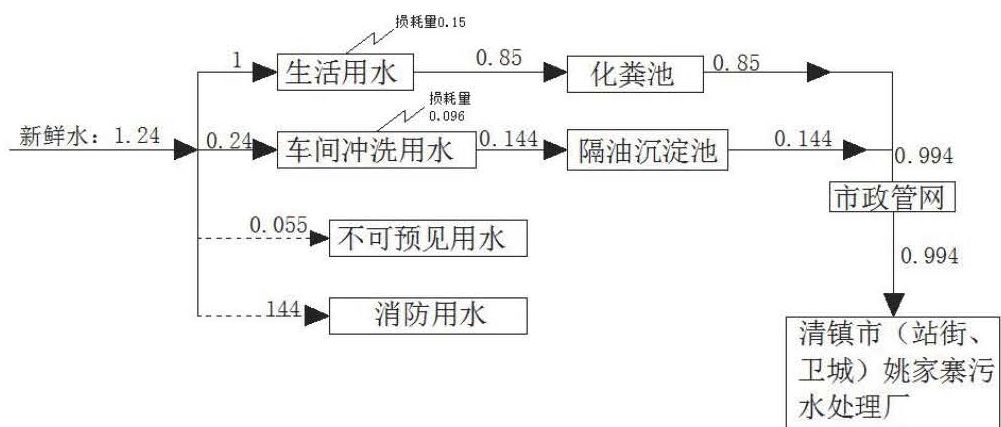 损耗量0.15
1
生活用水
0.85
化粪池
0.85
损耗量
0.096
新鲜水：1.24
0.24
车间冲洗用水
0.144
隔油沉淀池
0.144
0.994
市政管网
0.055
不可预见用水
0.994
144
消防用水
清镇市（站街、
卫城）姚家寨污
水处理厂